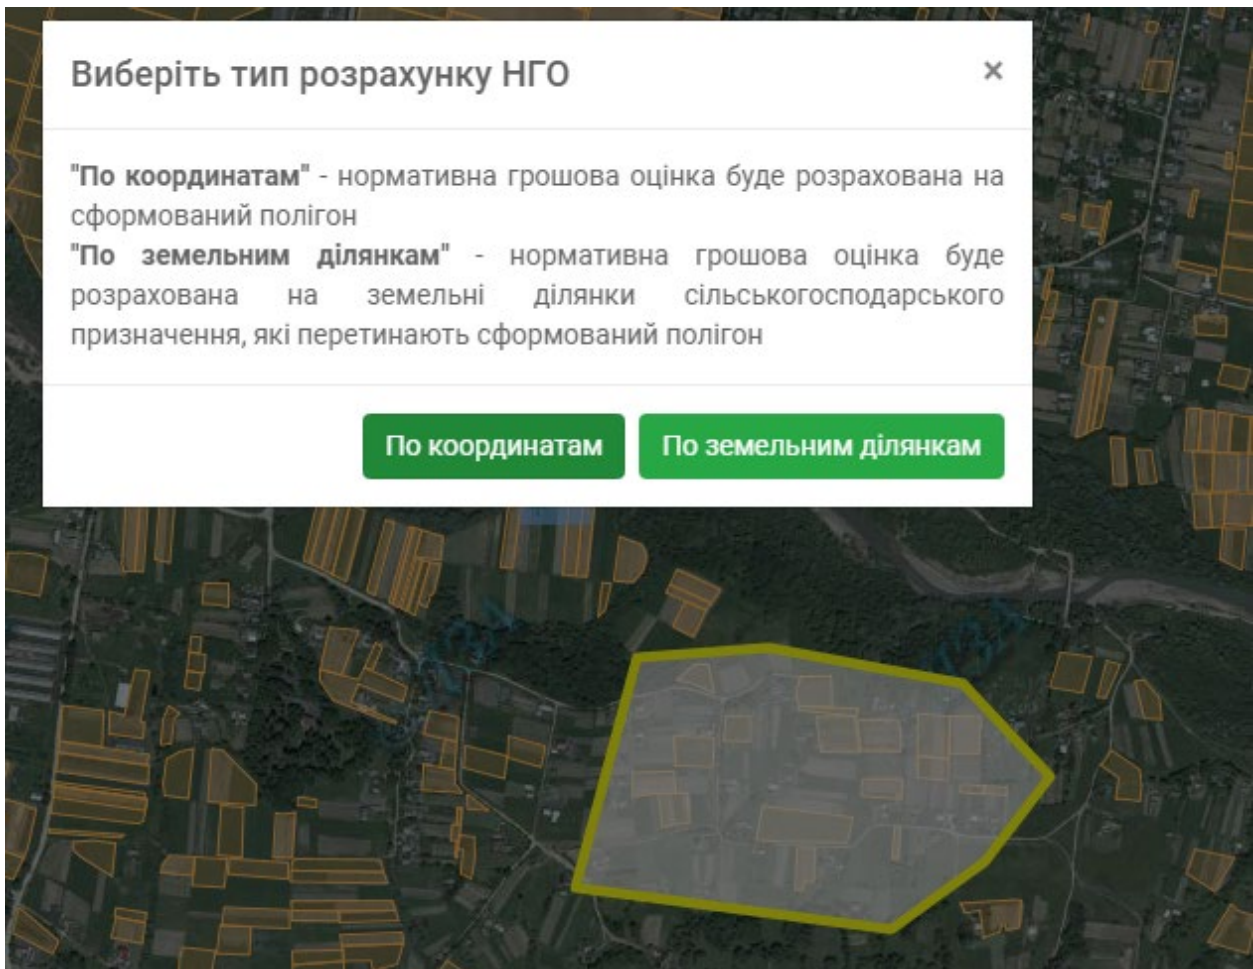 Виберіть тип розрахунку НГО ×
"По координатам" - нормативна грошова оцінка буде розрахована на
сформований полігон
"По земельним ділянкам" - нормативна грошова оцінка буде
розрахована на земельні ділянки сільськогосподарського
призначення, які перетинають сформований полігон
По координатам По земельним ділянкам